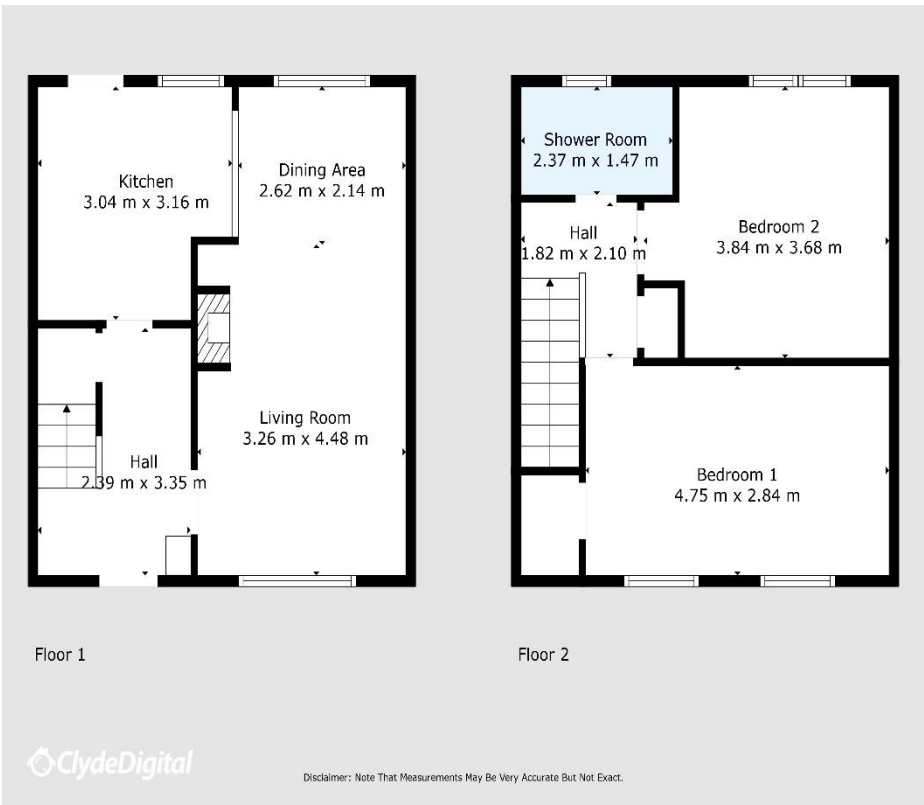 Kitchen
3.04 m x 3.16 m
Dining Area
2.62 m x 2.14 m
Living Room
3.26 m x 4.48 m
Hall
2.39 m x 3.35 m
Floor 1
Shower Room
2.37 m x 1.47 m
Hall
1.82 m x 2.10 m
Bedroom 2
3.84 m x 3.68 m
Bedroom 1
4.75 m x 2.84 m
Floor 2
ClydeDigital
Disclaimer: Note That Measurements May Be Very Accurate But Not Exact.